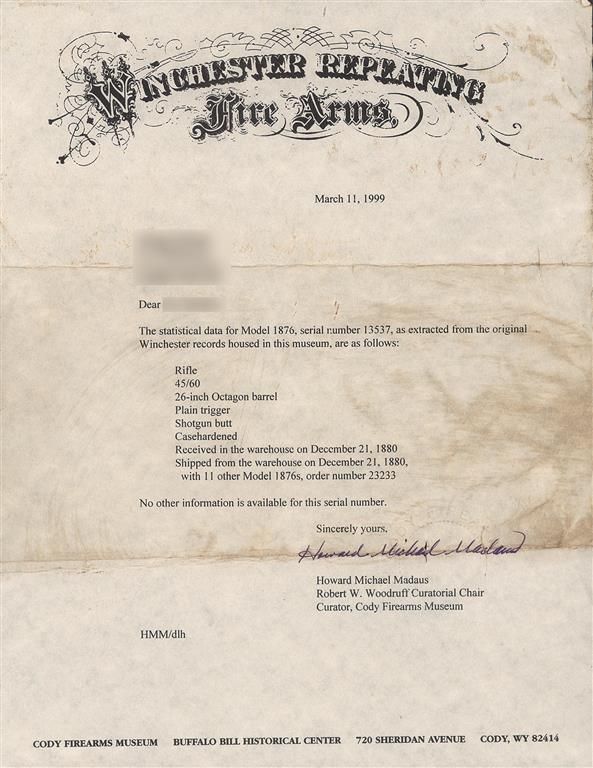 WINCHESTER REPEATING
Fire Arms.
March 11, 1999
Dear
The statistical data for Model 1876, serial number 13537, as extracted from the original
Winchester records housed in this museum, are as follows:
Rifle
45/60
26-inch Octagon barrel
Plain trigger
Shotgun butt
Casehardened
Received in the warehouse on December 21, 1880
Shipped from the warehouse on December 21, 1880,
with 11 other Model 1876s, order number 23233
No other information is available for this serial number.
Sincerely yours,
Howard Michael Madaus
Howard Michael Madaus
Robert W. Woodruff Curatorial Chair
Curator, Cody Firearms Museum
HMM/dlh
CODY FIREARMS MUSEUM BUFFALO BILL HISTORICAL CENTER 720 SHERIDAN AVENUE CODY, WY 82414